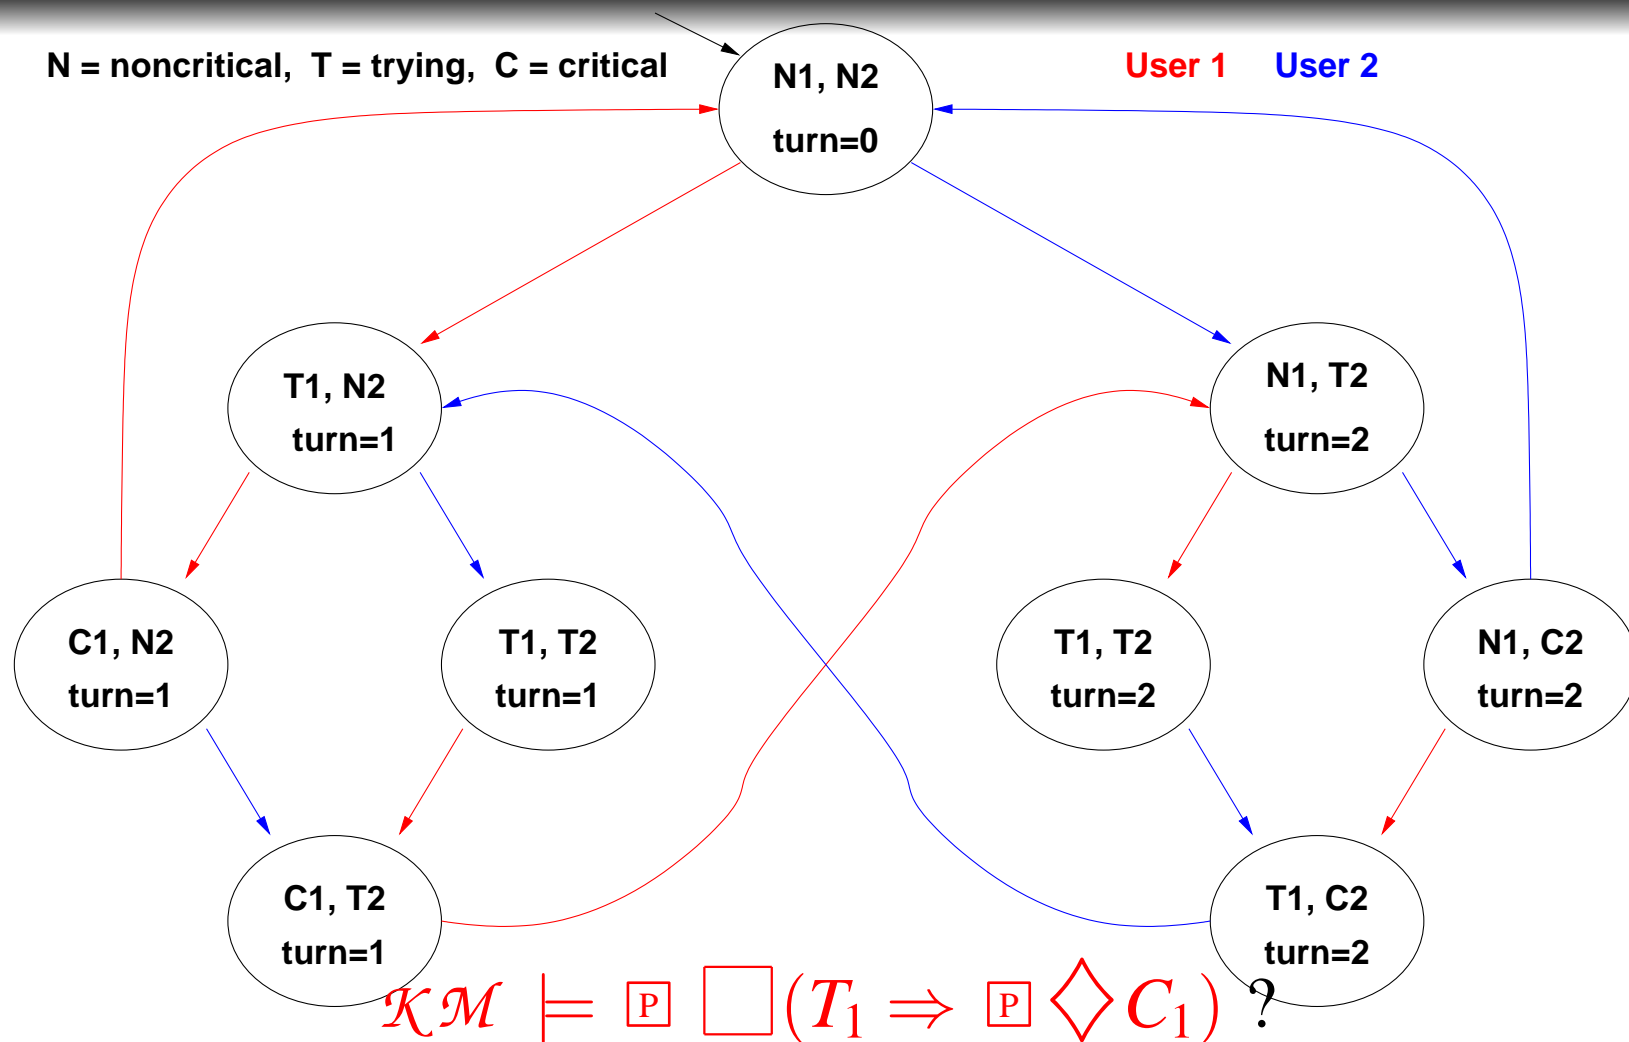 N = noncritical, T = trying, C = critical
User 1 User 2
N1, N2
turn=0
T1, N2
turn=1
N1, T2
turn=2
C1, N2
turn=1
T1, T2
turn=1
T1, T2
turn=2
N1, C2
turn=2
C1, T2
turn=1
T1, C2
turn=2
𝒦ℳ ⊨ 🄿 □(T₁ ⇒ 🄿 ◇C₁) ?